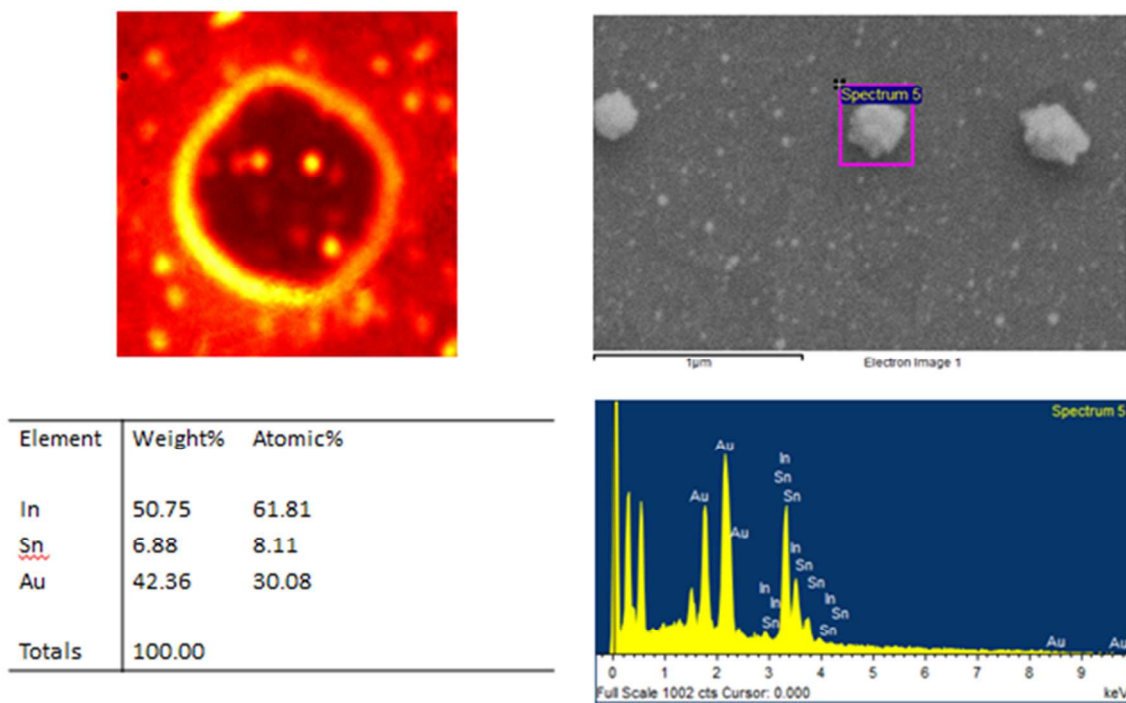 Spectrum 5
1µm Electron Image 1
Element Weight% Atomic%
In 50.75 61.81
Sn 6.88 8.11
Au 42.36 30.08
Totals 100.00
Spectrum 5
Au
In
Sn
Au
Sn
Au
In
Sn
In
Sn
In
In
Sn
Sn
Sn
Au
Au
0 1 2 3 4 5 6 7 8 9
Full Scale 1002 cts Cursor: 0.000 keV